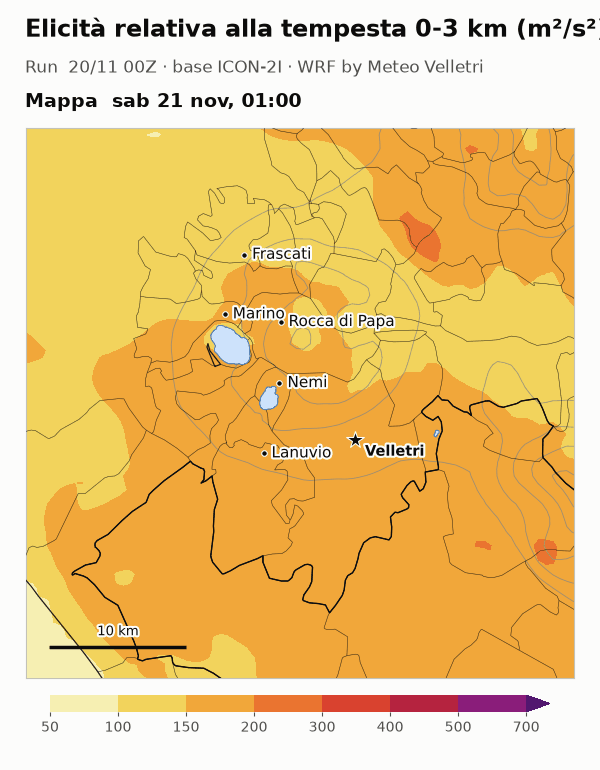 Elicità relativa alla tempesta 0-3 km (m²/s²)
Run  20/11 00Z · base ICON-2I · WRF by Meteo Velletri
Mappa  sab 21 nov, 01:00
Frascati
Marino
Rocca di Papa
Nemi
Velletri
Lanuvio
10 km
50 100 150 200 300 400 500 700